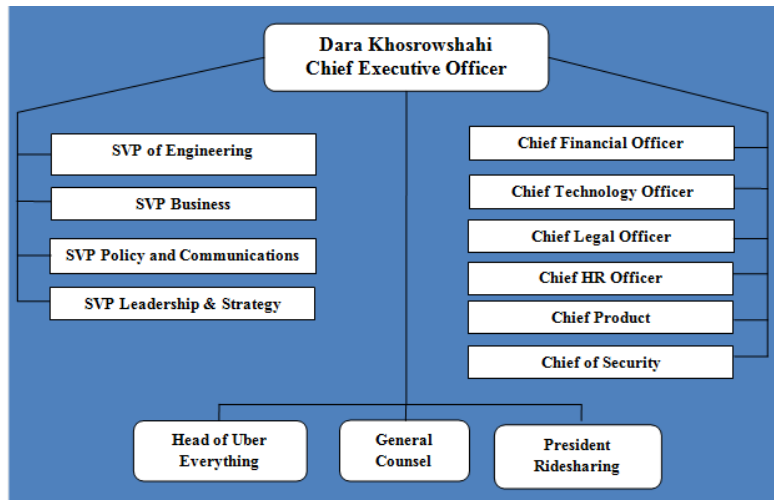 Dara Khosrowshahi
Chief Executive Officer
SVP of Engineering
SVP Business
SVP Policy and Communications
SVP Leadership & Strategy
Chief Financial Officer
Chief Technology Officer
Chief Legal Officer
Chief HR Officer
Chief Product
Chief of Security
Head of Uber
Everything
General
Counsel
President
Ridesharing